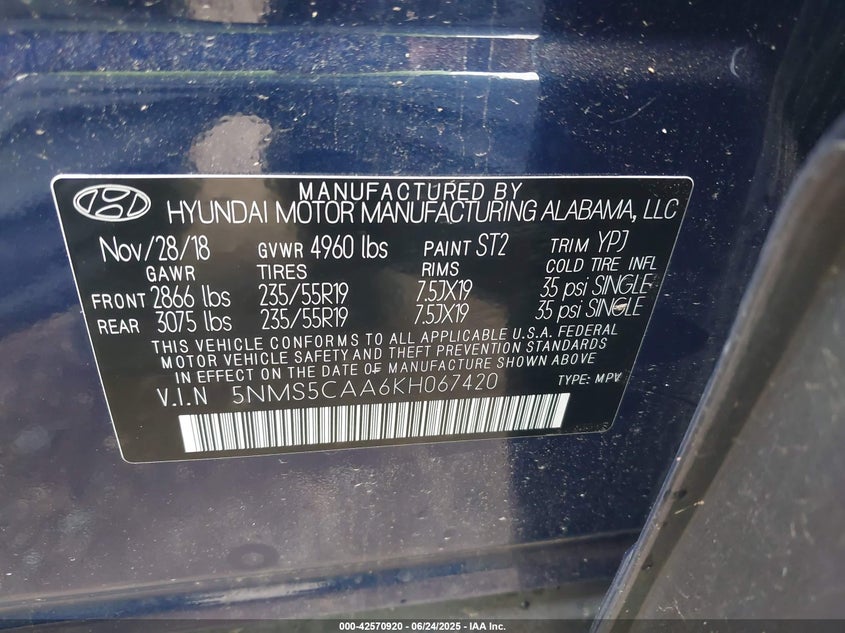 MANUFACTURED BY
HYUNDAI MOTOR MANUFACTURING ALABAMA, LLC
Nov/28/18 GVWR 4960 lbs PAINT ST2 TRIM YPJ
GAWR TIRES RIMS COLD TIRE INFL
FRONT 2866 lbs 235/55R19 7.5JX19 35 psi SINGLE
REAR 3075 lbs 235/55R19 7.5JX19 35 psi SINGLE
THIS VEHICLE CONFORMS TO ALL APPLICABLE U.S.A. FEDERAL
MOTOR VEHICLE SAFETY AND THEFT PREVENTION STANDARDS
IN EFFECT ON THE DATE OF MANUFACTURE SHOWN ABOVE
V.I.N 5NMS5CAA6KH067420 TYPE: MPV
000-42570920 - 06/24/2025 - IAA Inc.